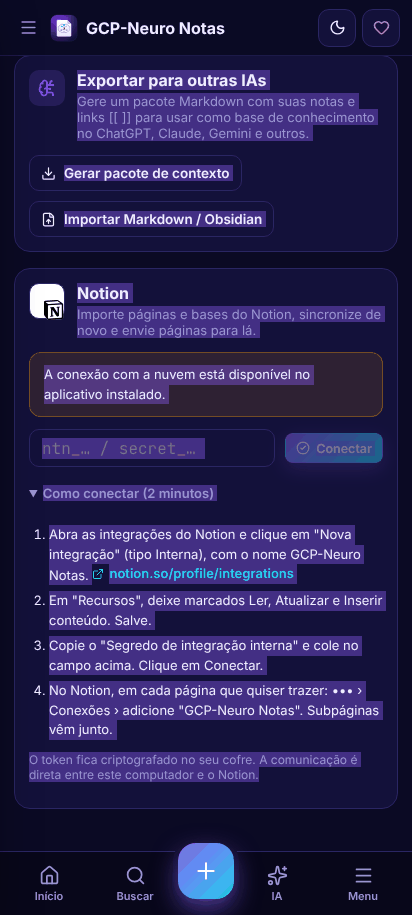 GCP-Neuro Notas
Exportar para outras IAs
Gere um pacote Markdown com suas notas e
links [[ ]] para usar como base de conhecimento
no ChatGPT, Claude, Gemini e outros.
Gerar pacote de contexto
Importar Markdown / Obsidian
Notion
Importe páginas e bases do Notion, sincronize de
novo e envie páginas para lá.
A conexão com a nuvem está disponível no
aplicativo instalado.
ntn_… / secret_…
Conectar
▼ Como conectar (2 minutos)
1. Abra as integrações do Notion e clique em "Nova
integração" (tipo Interna), com o nome GCP-Neuro
Notas. notion.so/profile/integrations
2. Em "Recursos", deixe marcados Ler, Atualizar e Inserir
conteúdo. Salve.
3. Copie o "Segredo de integração interna" e cole no
campo acima. Clique em Conectar.
4. No Notion, em cada página que quiser trazer: ••• ›
Conexões › adicione "GCP-Neuro Notas". Subpáginas
vêm junto.
O token fica criptografado no seu cofre. A comunicação é
direta entre este computador e o Notion.
Início
Buscar
IA
Menu